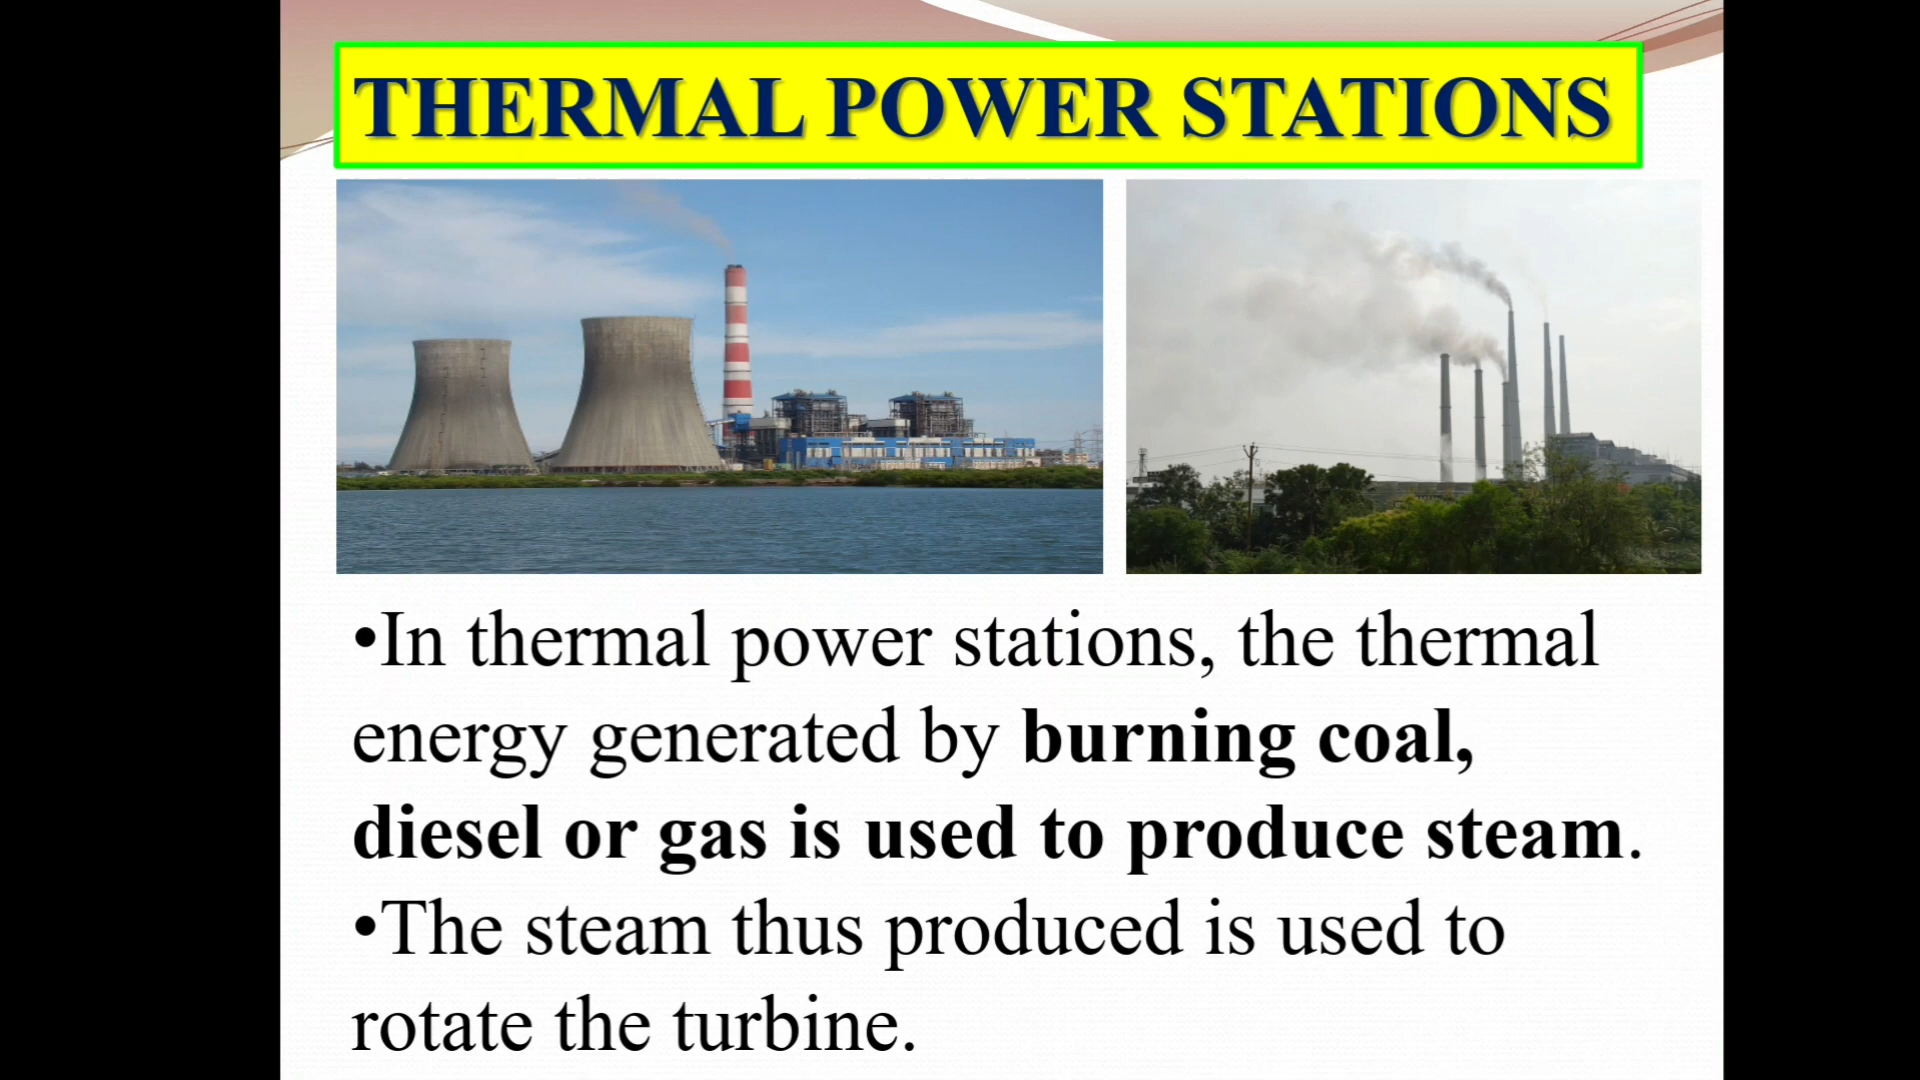 THERMAL POWER STATIONS
•In thermal power stations, the thermal
energy generated by burning coal,
diesel or gas is used to produce steam.
•The steam thus produced is used to
rotate the turbine.